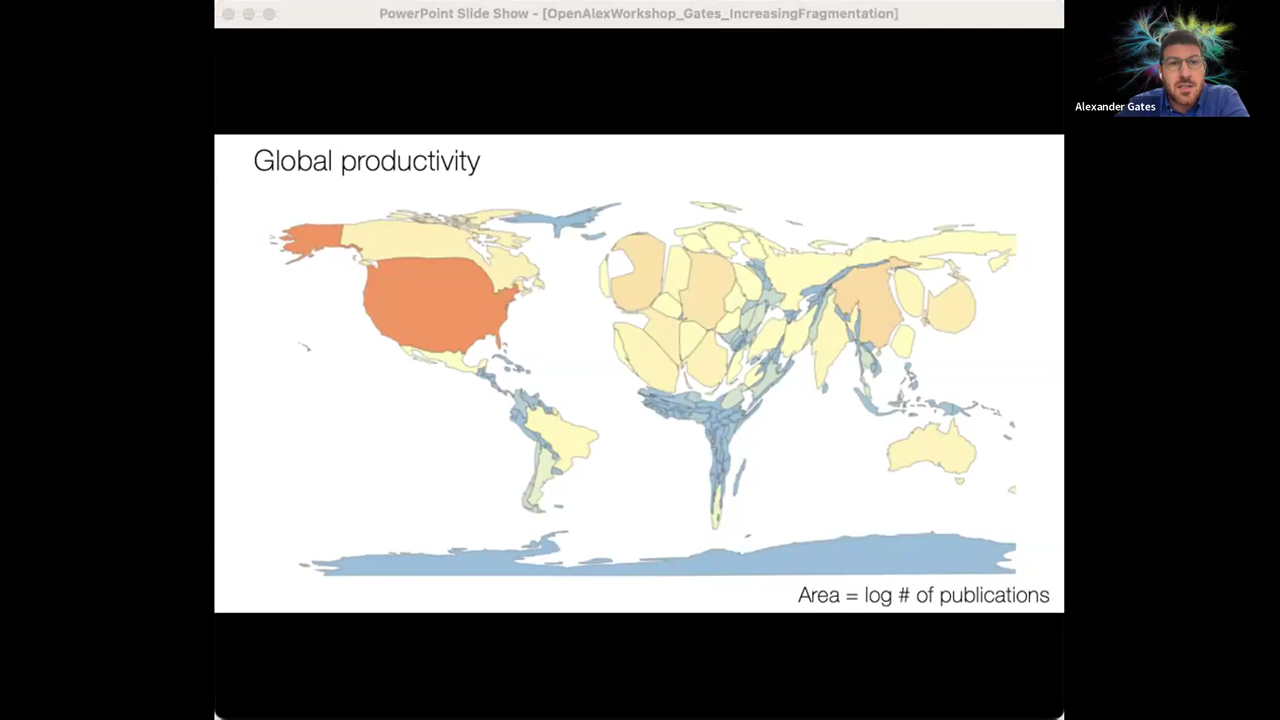 PowerPoint Slide Show - [OpenAlexWorkshop_Gates_IncreasingFragmentation]
Alexander Gates
Global productivity
Area = log # of publications